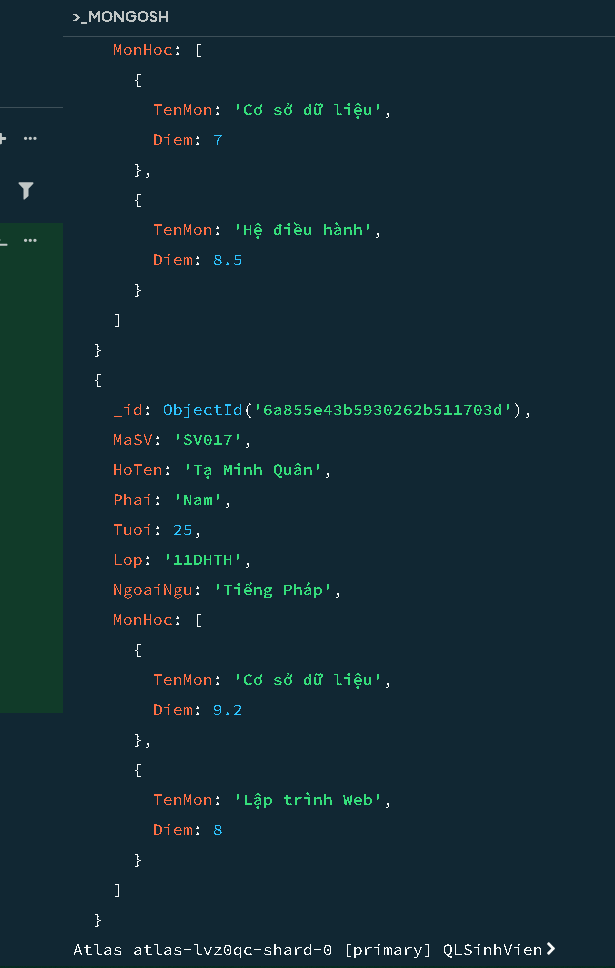 >_MONGOSH
MonHoc: [
{
TenMon: 'Cơ sở dữ liệu',
Diem: 7
},
{
TenMon: 'Hệ điều hành',
Diem: 8.5
}
]
}
{
_id: ObjectId('6a855e43b5930262b511703d'),
MaSV: 'SV017',
HoTen: 'Tạ Minh Quân',
Phai: 'Nam',
Tuoi: 25,
Lop: '11DHTH',
NgoaiNgu: 'Tiếng Pháp',
MonHoc: [
{
TenMon: 'Cơ sở dữ liệu',
Diem: 9.2
},
{
TenMon: 'Lập trình Web',
Diem: 8
}
]
}
Atlas atlas-lvz0qc-shard-0 [primary] QLSinhVien>